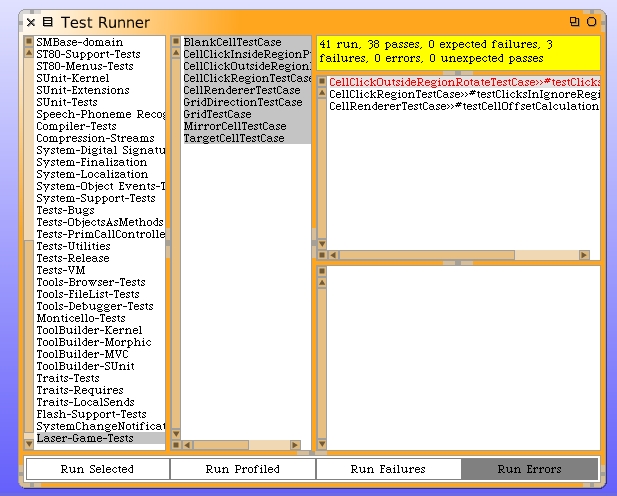 Test Runner
SMBase-domain
ST80-Support-Tests
ST80-Menus-Tests
SUnit-Kernel
SUnit-Extensions
SUnit-Tests
Speech-Phoneme Recog
Compiler-Tests
Compression-Streams
System-Digital Signatu
System-Finalization
System-Localization
System-Object Events-T
System-Support-Tests
Tests-Bugs
Tests-ObjectsAsMethods
Tests-PrimCallControlle
Tests-Utilities
Tests-Release
Tests-VM
Tools-Browser-Tests
Tools-FileList-Tests
Tools-Debugger-Tests
Monticello-Tests
ToolBuilder-Kernel
ToolBuilder-Morphic
ToolBuilder-MVC
ToolBuilder-SUnit
Traits-Tests
Traits-Requires
Traits-LocalSends
Flash-Support-Tests
SystemChangeNotificat
Laser-Game-Tests
BlankCellTestCase
CellClickInsideRegion
CellClickOutsideRegion
CellClickRegionTestCase
CellRendererTestCase
GridDirectionTestCase
GridTestCase
MirrorCellTestCase
TargetCellTestCase
41 run, 38 passes, 0 expected failures, 3
failures, 0 errors, 0 unexpected passes
CellClickOutsideRegionRotateTestCase>>#testClicks
CellClickRegionTestCase>>#testClicksInIgnoreRegi
CellRendererTestCase>>#testCellOffsetCalculation
Run Selected
Run Profiled
Run Failures
Run Errors